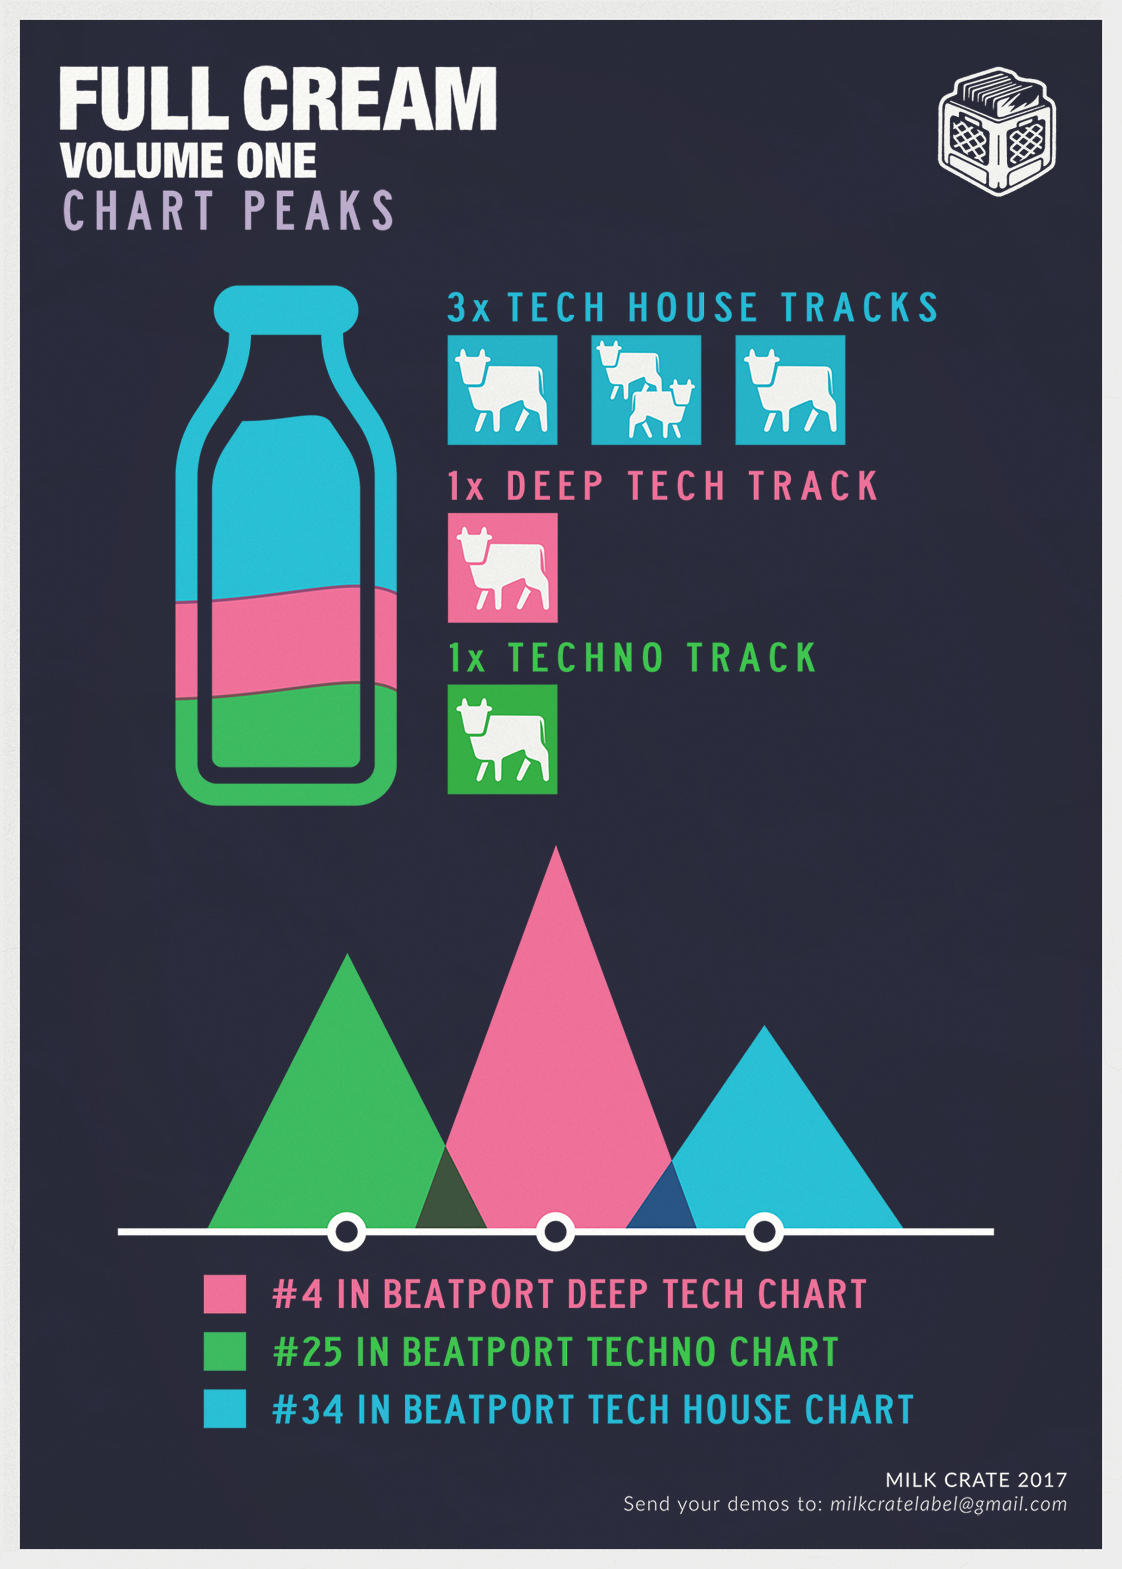 FULL CREAM
VOLUME ONE
CHART PEAKS
3x TECH HOUSE TRACKS
1x DEEP TECH TRACK
1x TECHNO TRACK
#4 IN BEATPORT DEEP TECH CHART
#25 IN BEATPORT TECHNO CHART
#34 IN BEATPORT TECH HOUSE CHART
MILK CRATE 2017
Send your demos to: milkcratelabel@gmail.com